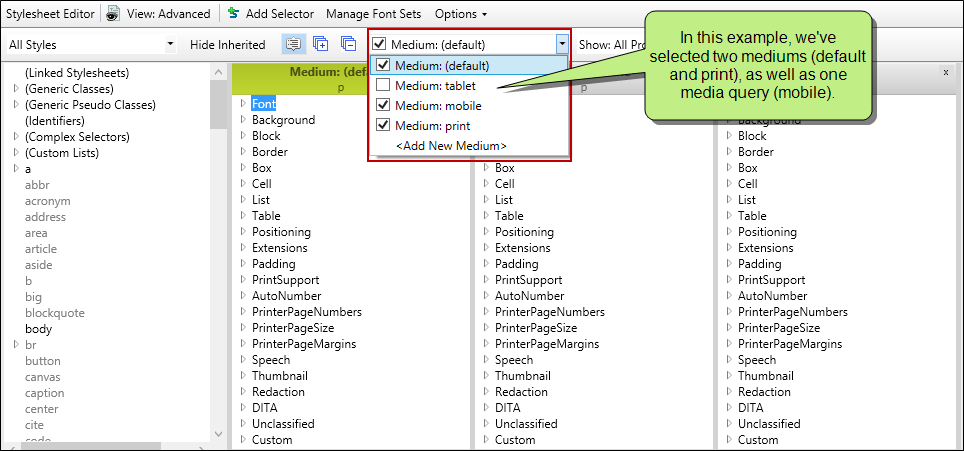 Stylesheet Editor View: Advanced Add Selector Manage Font Sets Options
All Styles Hide Inherited Medium: (default) Show: All Pro
In this example, we've
selected two mediums (default
and print), as well as one
media query (mobile).
Medium: (default)
Medium: tablet
Medium: mobile
Medium: print
<Add New Medium>
(Linked Stylesheets)
(Generic Classes)
(Generic Pseudo Classes)
(Identifiers)
(Complex Selectors)
(Custom Lists)
a
abbr
acronym
address
area
article
aside
b
big
blockquote
body
br
button
canvas
caption
center
cite
code
Medium: (def
p
Font
Background
Block
Border
Box
Cell
List
Table
Positioning
Extensions
Padding
PrintSupport
AutoNumber
PrinterPageNumbers
PrinterPageSize
PrinterPageMargins
Speech
Thumbnail
Redaction
DITA
Unclassified
Custom
p
Box
Cell
List
Table
Positioning
Extensions
Padding
PrintSupport
AutoNumber
PrinterPageNumbers
PrinterPageSize
PrinterPageMargins
Speech
Thumbnail
Redaction
DITA
Unclassified
Custom
x
Block
Border
Box
Cell
List
Table
Positioning
Extensions
Padding
PrintSupport
AutoNumber
PrinterPageNumbers
PrinterPageSize
PrinterPageMargins
Speech
Thumbnail
Redaction
DITA
Unclassified
Custom